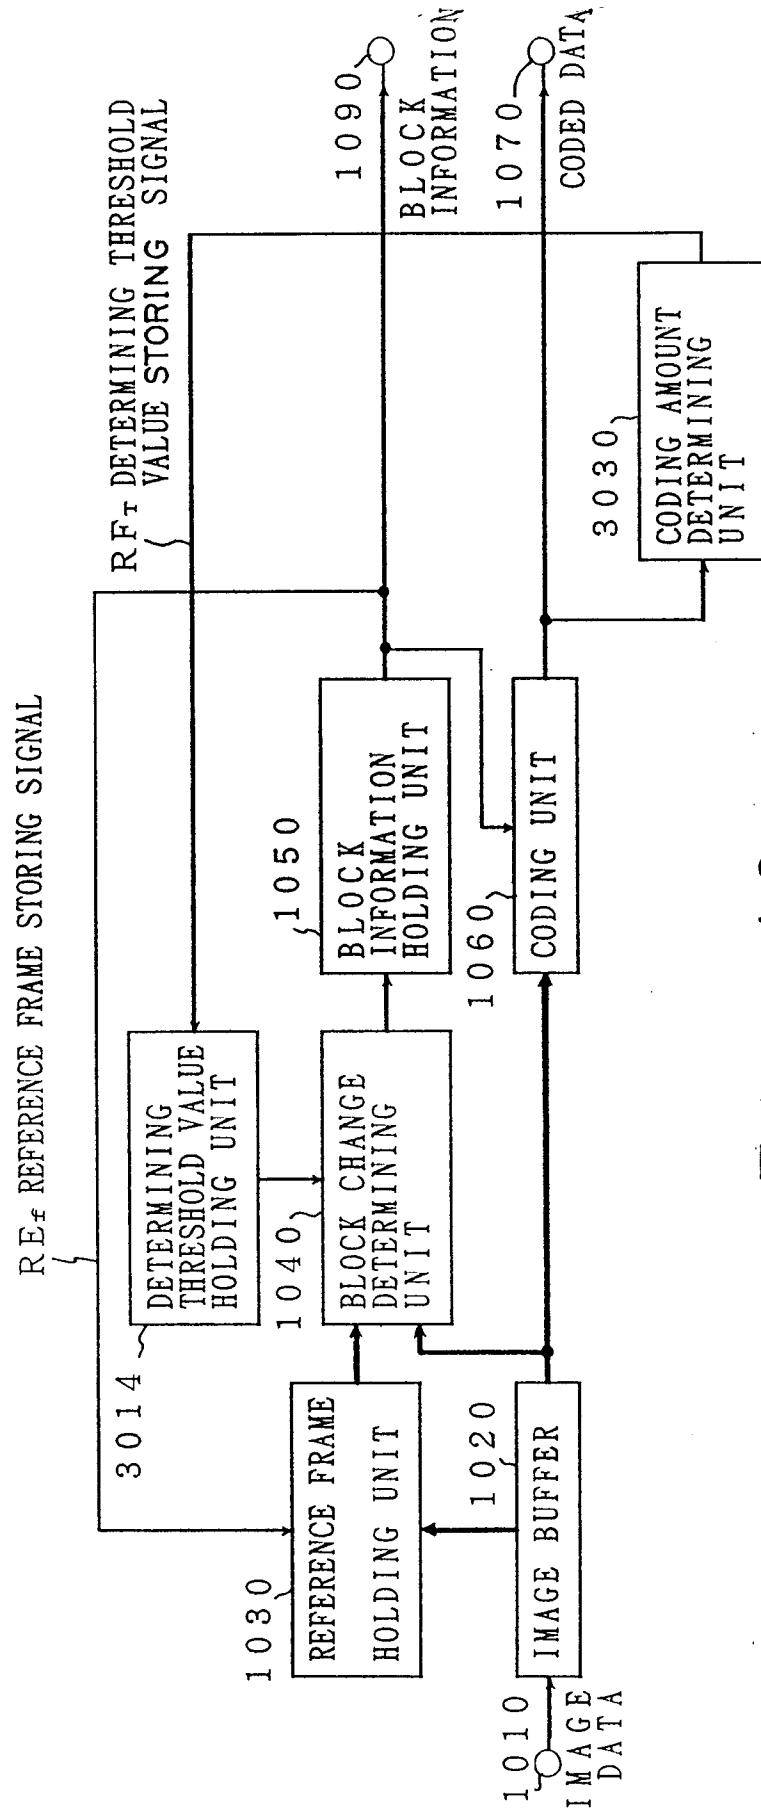 REf REFERENCE FRAME STORING SIGNAL
RFT DETERMINING THRESHOLD
VALUE STORING SIGNAL
3014
DETERMINING
THRESHOLD VALUE
HOLDING UNIT
1030
REFERENCE FRAME
HOLDING UNIT
1040
BLOCK CHANGE
DETERMINING
UNIT
1050
BLOCK
INFORMATION
HOLDING UNIT
1090
BLOCK
INFORMATION
1010
IMAGE
DATA
1020
IMAGE BUFFER
1060
CODING UNIT
1070
CODED DATA
3030
CODING AMOUNT
DETERMINING
UNIT